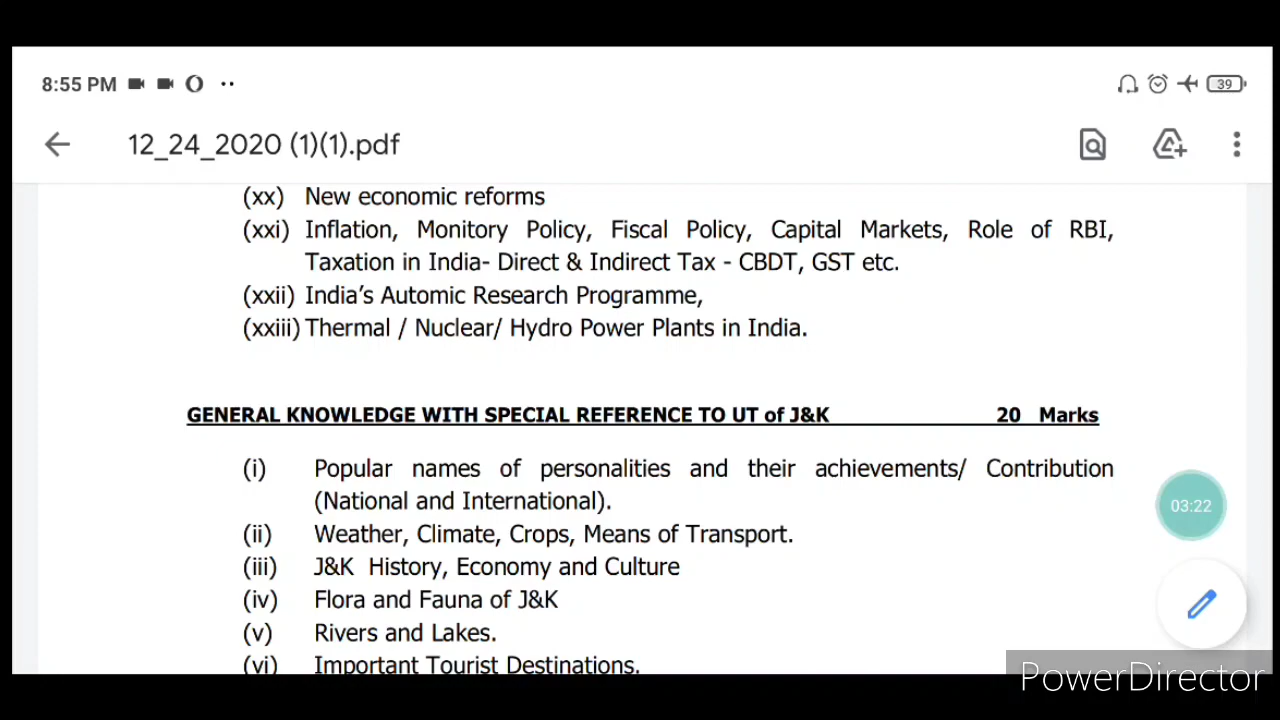 8:55 PM ··
39
12_24_2020 (1)(1).pdf
(xx) New economic reforms
(xxi) Inflation, Monitory Policy, Fiscal Policy, Capital Markets, Role of RBI,
Taxation in India- Direct & Indirect Tax - CBDT, GST etc.
(xxii) India's Automic Research Programme,
(xxiii) Thermal / Nuclear/ Hydro Power Plants in India.
GENERAL KNOWLEDGE WITH SPECIAL REFERENCE TO UT of J&K 20 Marks
(i) Popular names of personalities and their achievements/ Contribution
(National and International).
03:22
(ii) Weather, Climate, Crops, Means of Transport.
(iii) J&K History, Economy and Culture
(iv) Flora and Fauna of J&K
(v) Rivers and Lakes.
(vi) Important Tourist Destinations.
PowerDirector